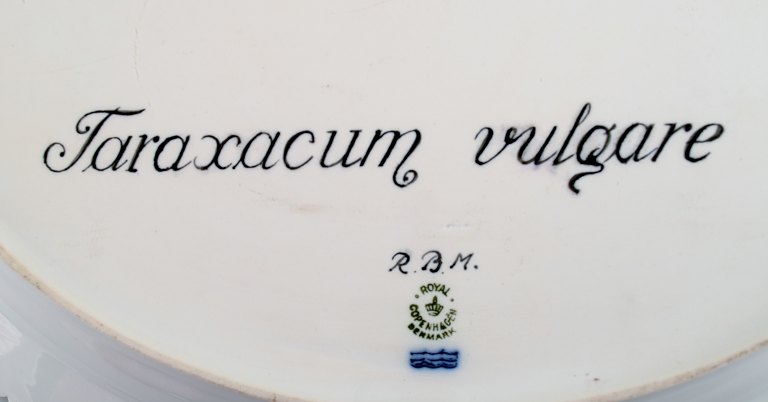 Taraxacum vulgare
R.B.M.
ROYAL
COPENHAGEN
DENMARK